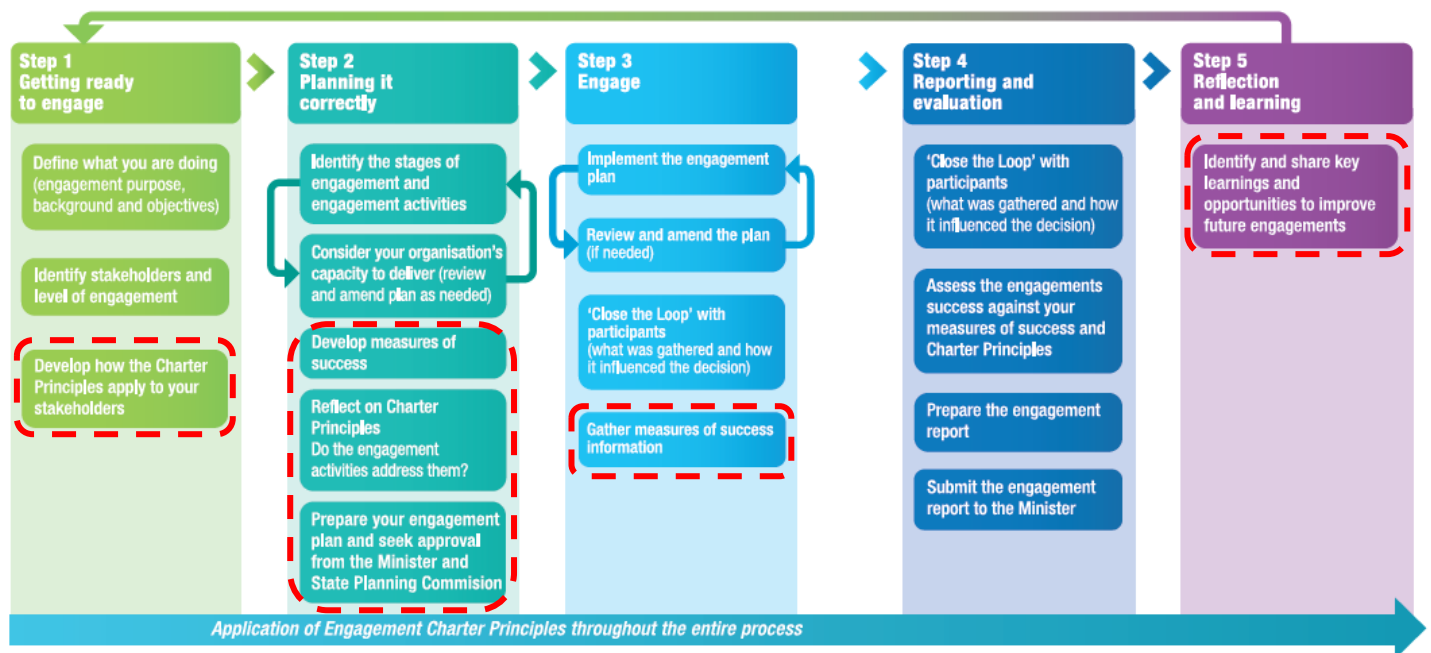 Step 1
Getting ready
to engage
Define what you are doing
(engagement purpose,
background and objectives)
Identify stakeholders and
level of engagement
Develop how the Charter
Principles apply to your
stakeholders
Step 2
Planning it
correctly
Identify the stages of
engagement and
engagement activities
Consider your organisation's
capacity to deliver (review
and amend plan as needed)
Develop measures of
success
Reflect on Charter
Principles
Do the engagement
activities address them?
Prepare your engagement
plan and seek approval
from the Minister and
State Planning Commision
Step 3
Engage
Implement the engagement
plan
Review and amend the plan
(if needed)
'Close the Loop' with
participants
(what was gathered and how
it influenced the decision)
Gather measures of success
information
Step 4
Reporting and
evaluation
'Close the Loop' with
participants
(what was gathered and how
it influenced the decision)
Assess the engagements
success against your
measures of success and
Charter Principles
Prepare the engagement
report
Submit the engagement
report to the Minister
Step 5
Reflection
and learning
Identify and share key
learnings and
opportunities to improve
future engagements
Application of Engagement Charter Principles throughout the entire process